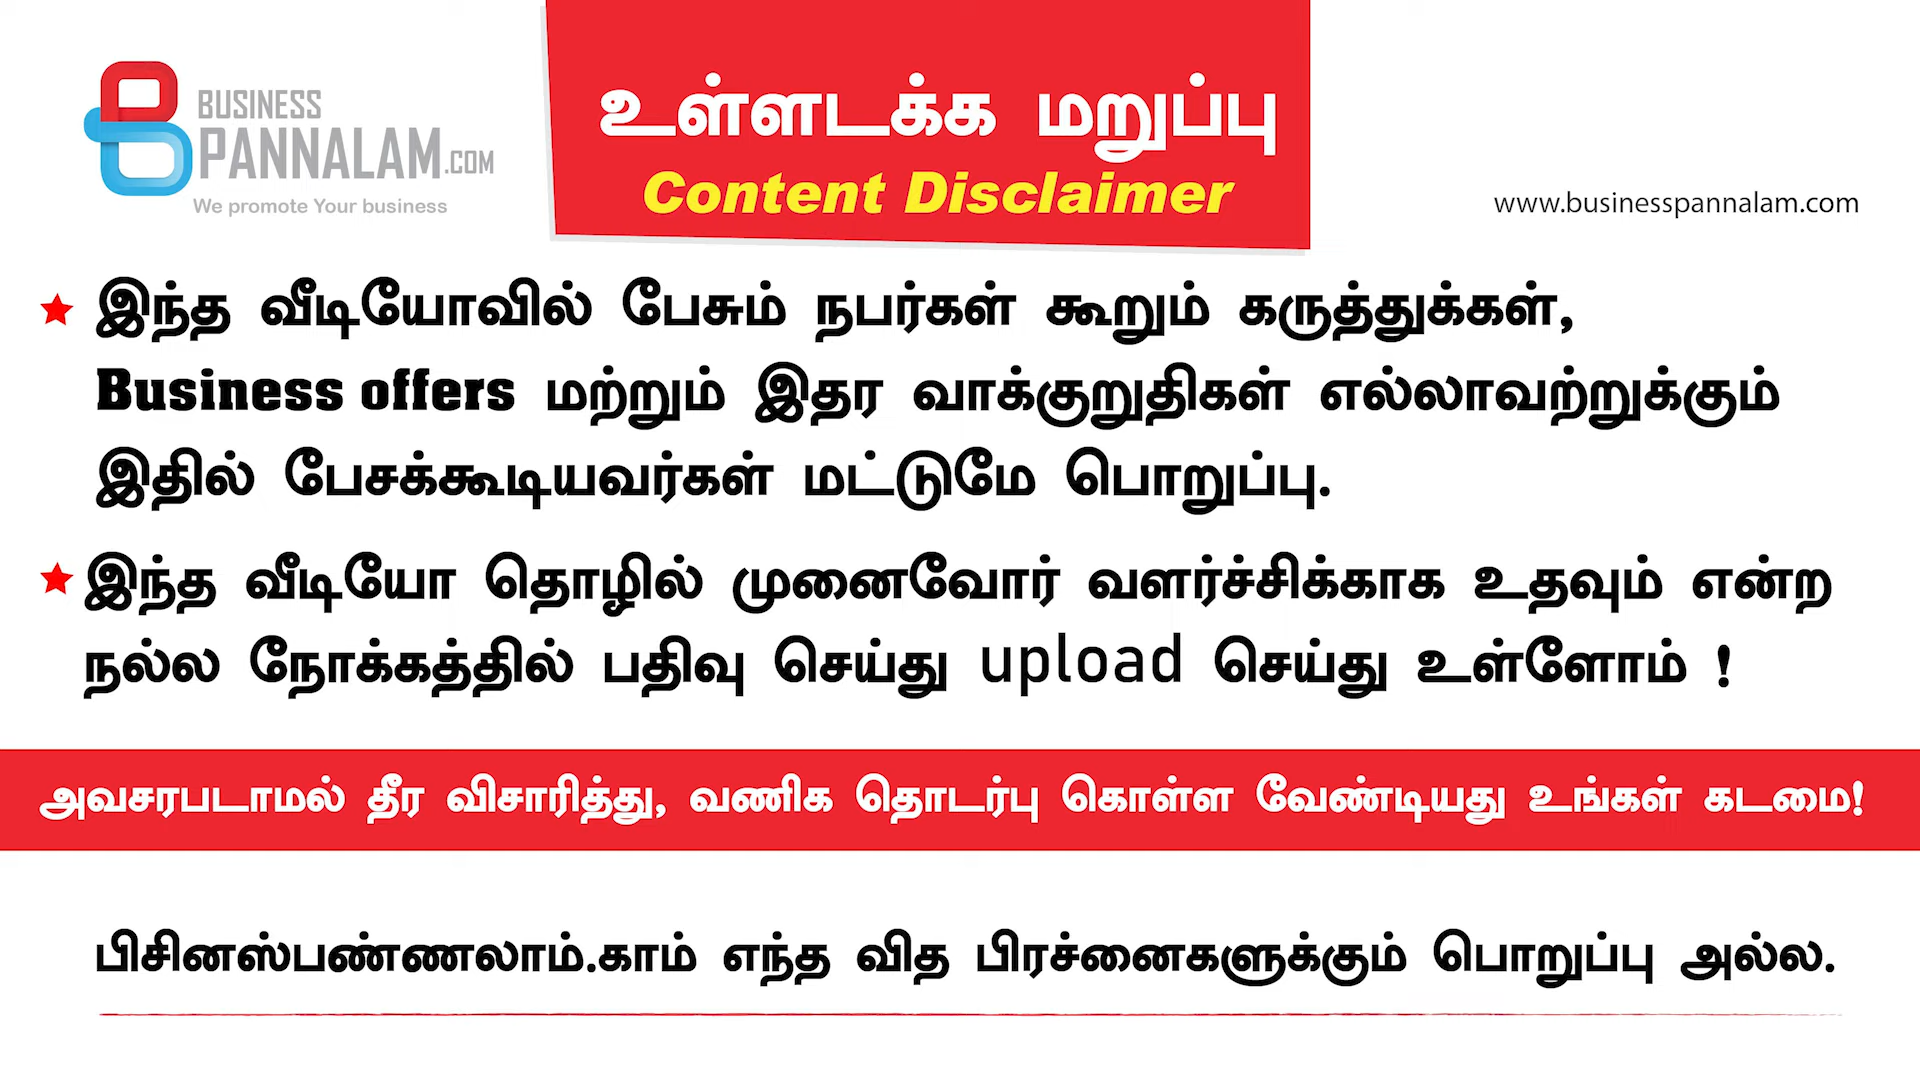 BUSINESS
PANNALAM.COM
We promote Your business
உள்ளடக்க மறுப்பு
Content Disclaimer
www.businesspannalam.com
இந்த வீடியோவில் பேசும் நபர்கள் கூறும் கருத்துக்கள்,
Business offers மற்றும் இதர வாக்குறுதிகள் எல்லாவற்றுக்கும்
இதில் பேசக்கூடியவர்கள் மட்டுமே பொறுப்பு.
இந்த வீடியோ தொழில் முனைவோர் வளர்ச்சிக்காக உதவும் என்ற
நல்ல நோக்கத்தில் பதிவு செய்து upload செய்து உள்ளோம் !
அவசரபடாமல் தீர விசாரித்து, வணிக தொடர்பு கொள்ள வேண்டியது உங்கள் கடமை!
பிசினஸ்பண்ணலாம்.காம் எந்த வித பிரச்னைகளுக்கும் பொறுப்பு அல்ல.